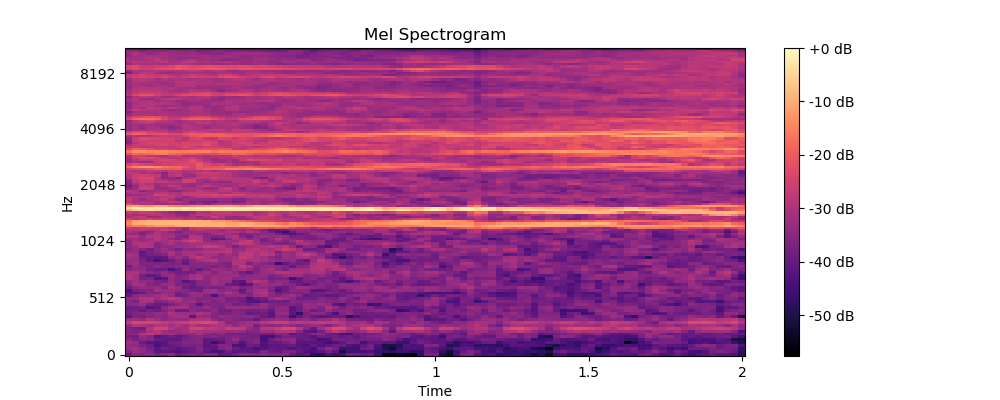 Mel Spectrogram
+0 dB
8192
-10 dB
4096
-20 dB
2048
Hz
-30 dB
1024
-40 dB
512
-50 dB
0
0 0.5 1 1.5 2
Time